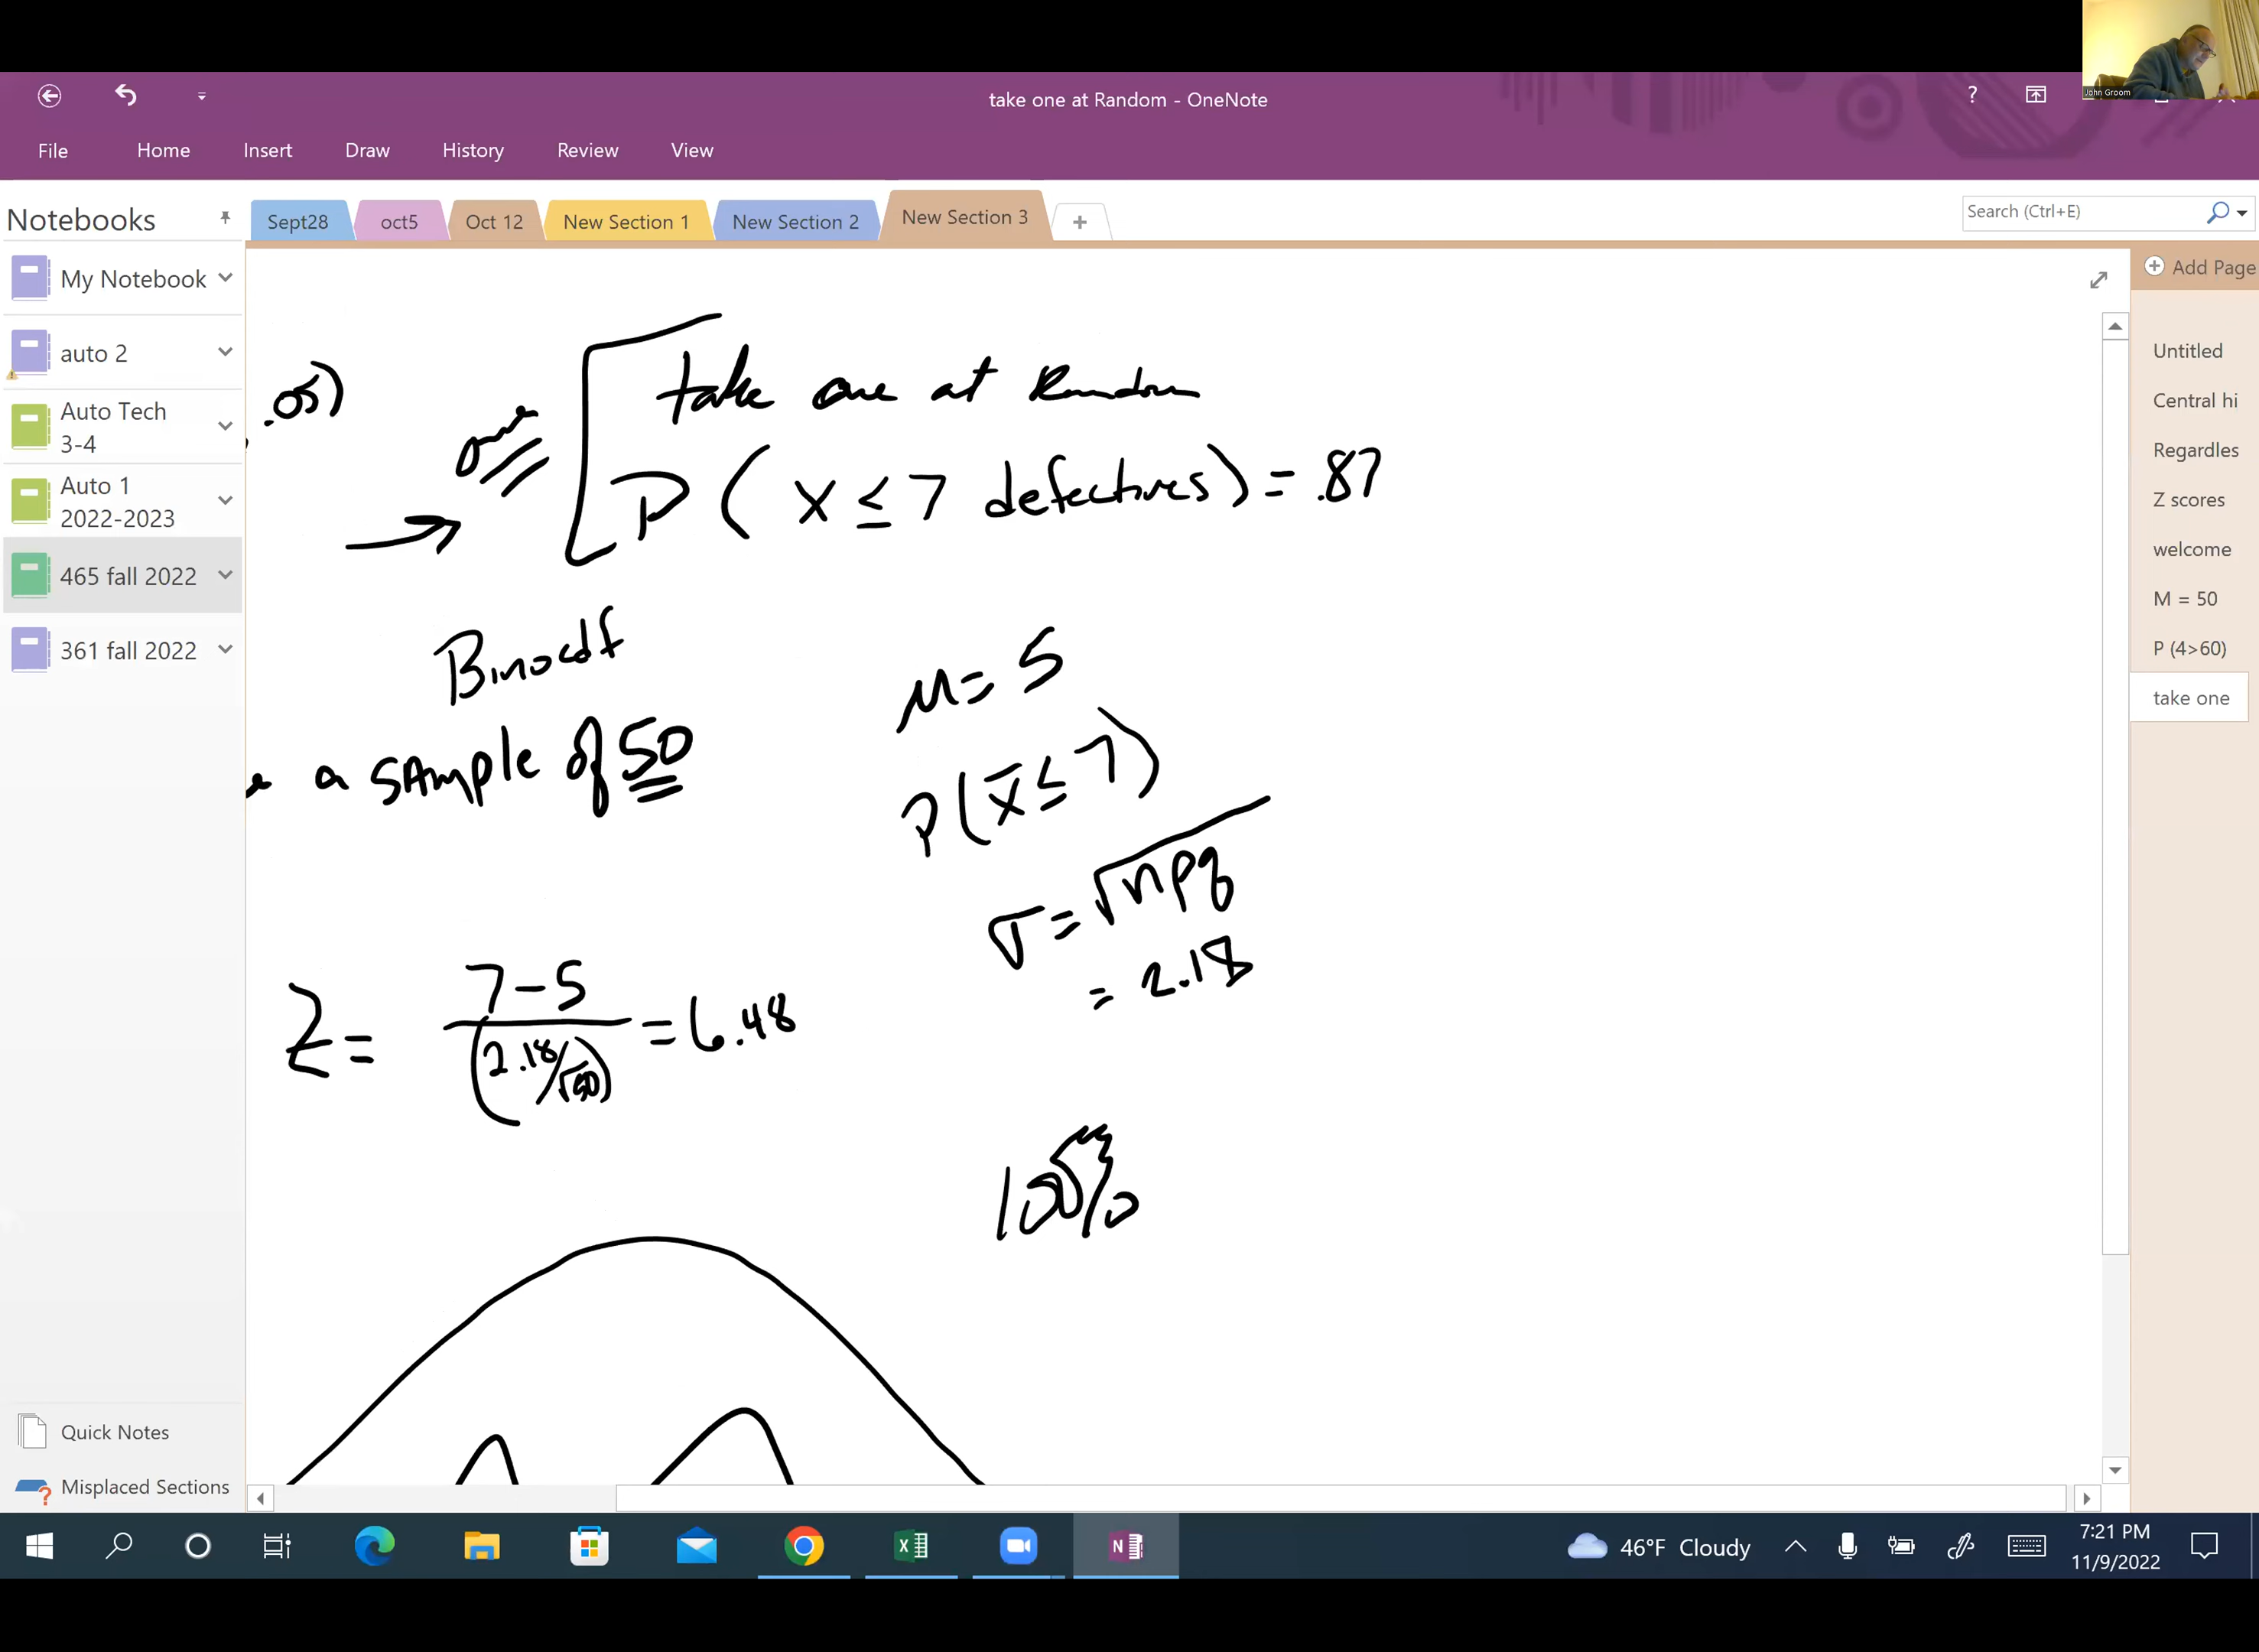 John Groom
take one at Random - OneNote
?
File Home Insert Draw History Review View
Notebooks
Sept28 oct5 Oct 12 New Section 1 New Section 2 New Section 3 +
Search (Ctrl+E)
My Notebook
auto 2
Auto Tech
3-4
Auto 1
2022-2023
465 fall 2022
361 fall 2022
Quick Notes
Misplaced Sections
.05)
take one at Random
P ( x ≤ 7 defectives) = .87
Binocdf
a SAmple of 50
μ = 5
P(x̄ ≤ 7)
σ = √npq
= 2.18
Z = 7-5 / (2.18/√50) = 6.48
100%
Add Page
Untitled
Central hi
Regardles
Z scores
welcome
M = 50
P (4>60)
take one
46°F Cloudy
7:21 PM
11/9/2022